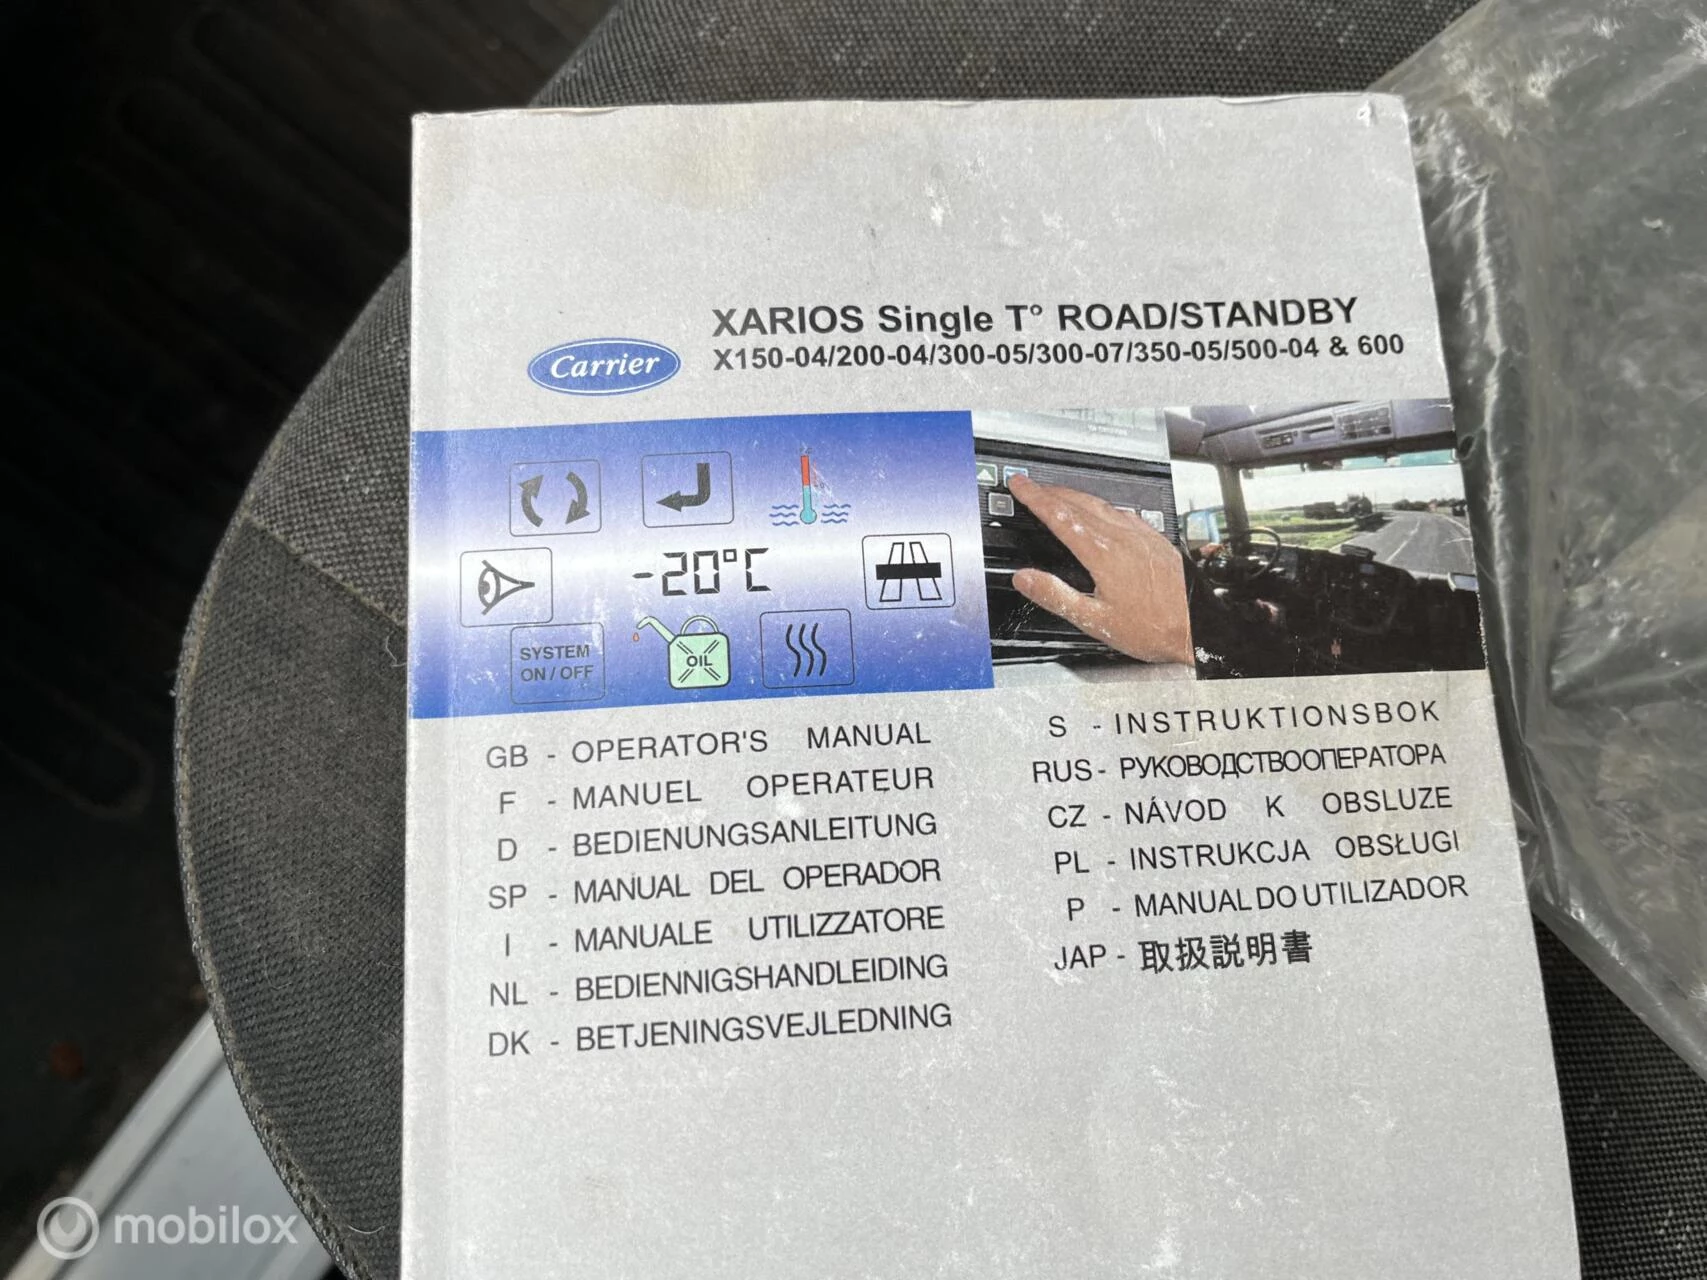 XARIOS Single T° ROAD/STANDBY
X150-04/200-04/300-05/300-07/350-05/500-04 & 600
Carrier
-20°C
SYSTEM
ON / OFF
OIL
GB - OPERATOR'S MANUAL
F - MANUEL OPERATEUR
D - BEDIENUNGSANLEITUNG
SP - MANUAL DEL OPERADOR
I - MANUALE UTILIZZATORE
NL - BEDIENNIGSHANDLEIDING
DK - BETJENINGSVEJLEDNING
S - INSTRUKTIONSBOK
RUS - РУКОВОДСТВООПЕРАТОРА
CZ - NÁVOD K OBSLUZE
PL - INSTRUKCJA OBSŁUGI
P - MANUAL DO UTILIZADOR
JAP - 取扱説明書
mobilox